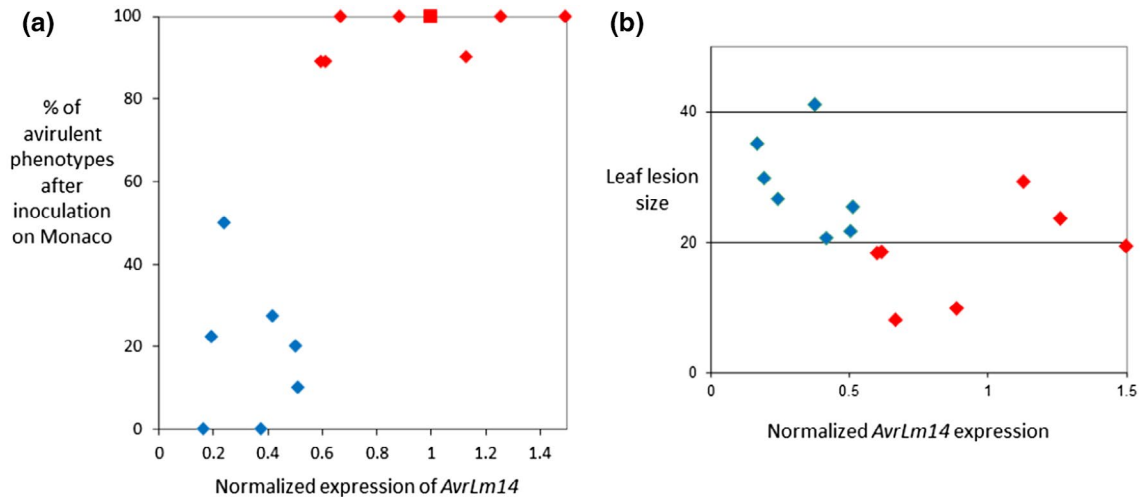 (a)
% of
avirulent
phenotypes
after
inoculation
on Monaco
100
80
60
40
20
0
0 0.2 0.4 0.6 0.8 1 1.2 1.4
Normalized expression of AvrLm14
(b)
Leaf lesion
size
40
20
0
0 0.5 1 1.5
Normalized AvrLm14 expression